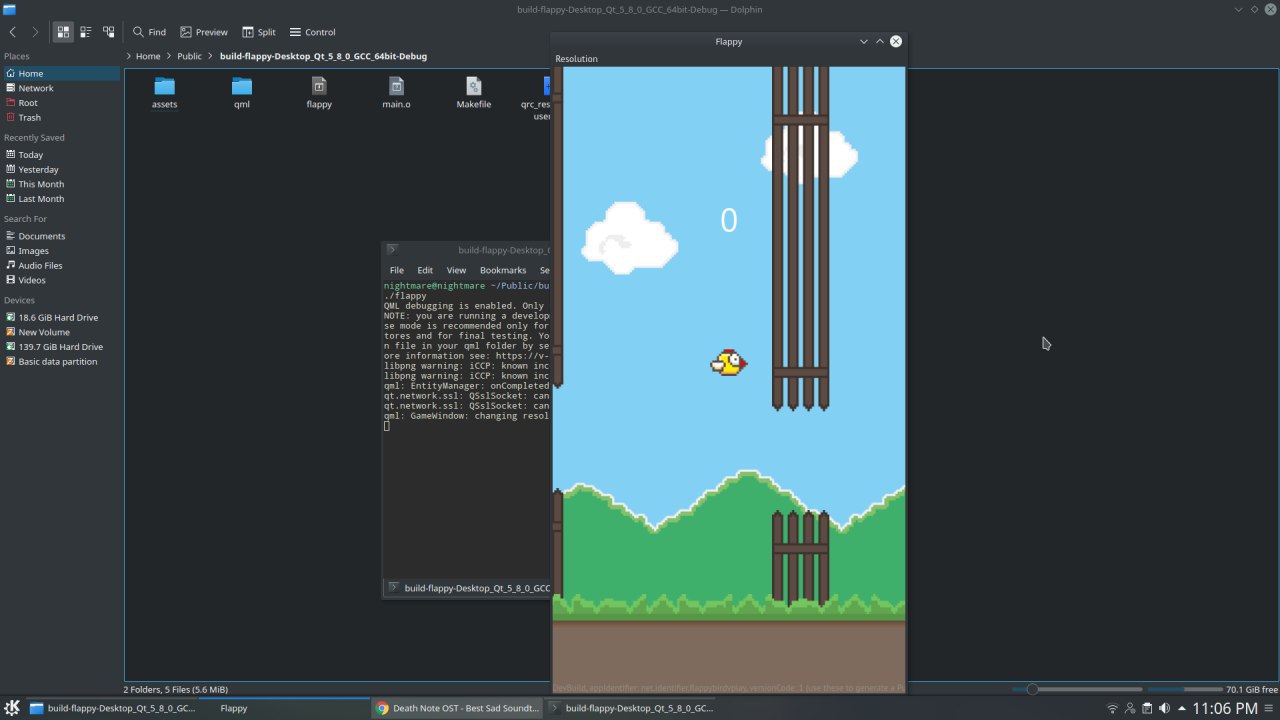 build-flappy-Desktop_Qt_5_8_0_GCC_64bit-Debug — Dolphin
Find
Preview
Split
Control
Places
Home
Public
build-flappy-Desktop_Qt_5_8_0_GCC_64bit-Debug
Home
Network
Root
Trash
Recently Saved
Today
Yesterday
This Month
Last Month
Search For
Documents
Images
Audio Files
Videos
Devices
18.6 GiB Hard Drive
New Volume
139.7 GiB Hard Drive
Basic data partition
assets
qml
flappy
main.o
Makefile
qrc_res
user
build-flappy-Desktop_
File Edit View Bookmarks Se
nightmare@nightmare ~/Public/bu
./flappy
QML debugging is enabled. Only
NOTE: you are running a develop
se mode is recommended only for
tores and for final testing. Yo
n file in your qml folder by se
ore information see: https://v-
libpng warning: iCCP: known inc
libpng warning: iCCP: known inc
qml: EntityManager: onCompleted
qt.network.ssl: QSslSocket: can
qt.network.ssl: QSslSocket: can
qml: GameWindow: changing resol
build-flappy-Desktop_Qt_5_8_0_GCC
Flappy
Resolution
0
DevBuild, appIdentifier: net.identifier.flappybirdvplay, versionCode: 1 (use these to generate a
2 Folders, 5 Files (5.6 MiB)
70.1 GiB free
build-flappy-Desktop_Qt_5_8_0_GC...
Flappy
Death Note OST - Best Sad Soundt...
build-flappy-Desktop_Qt_5_8_0_GC...
11:06 PM